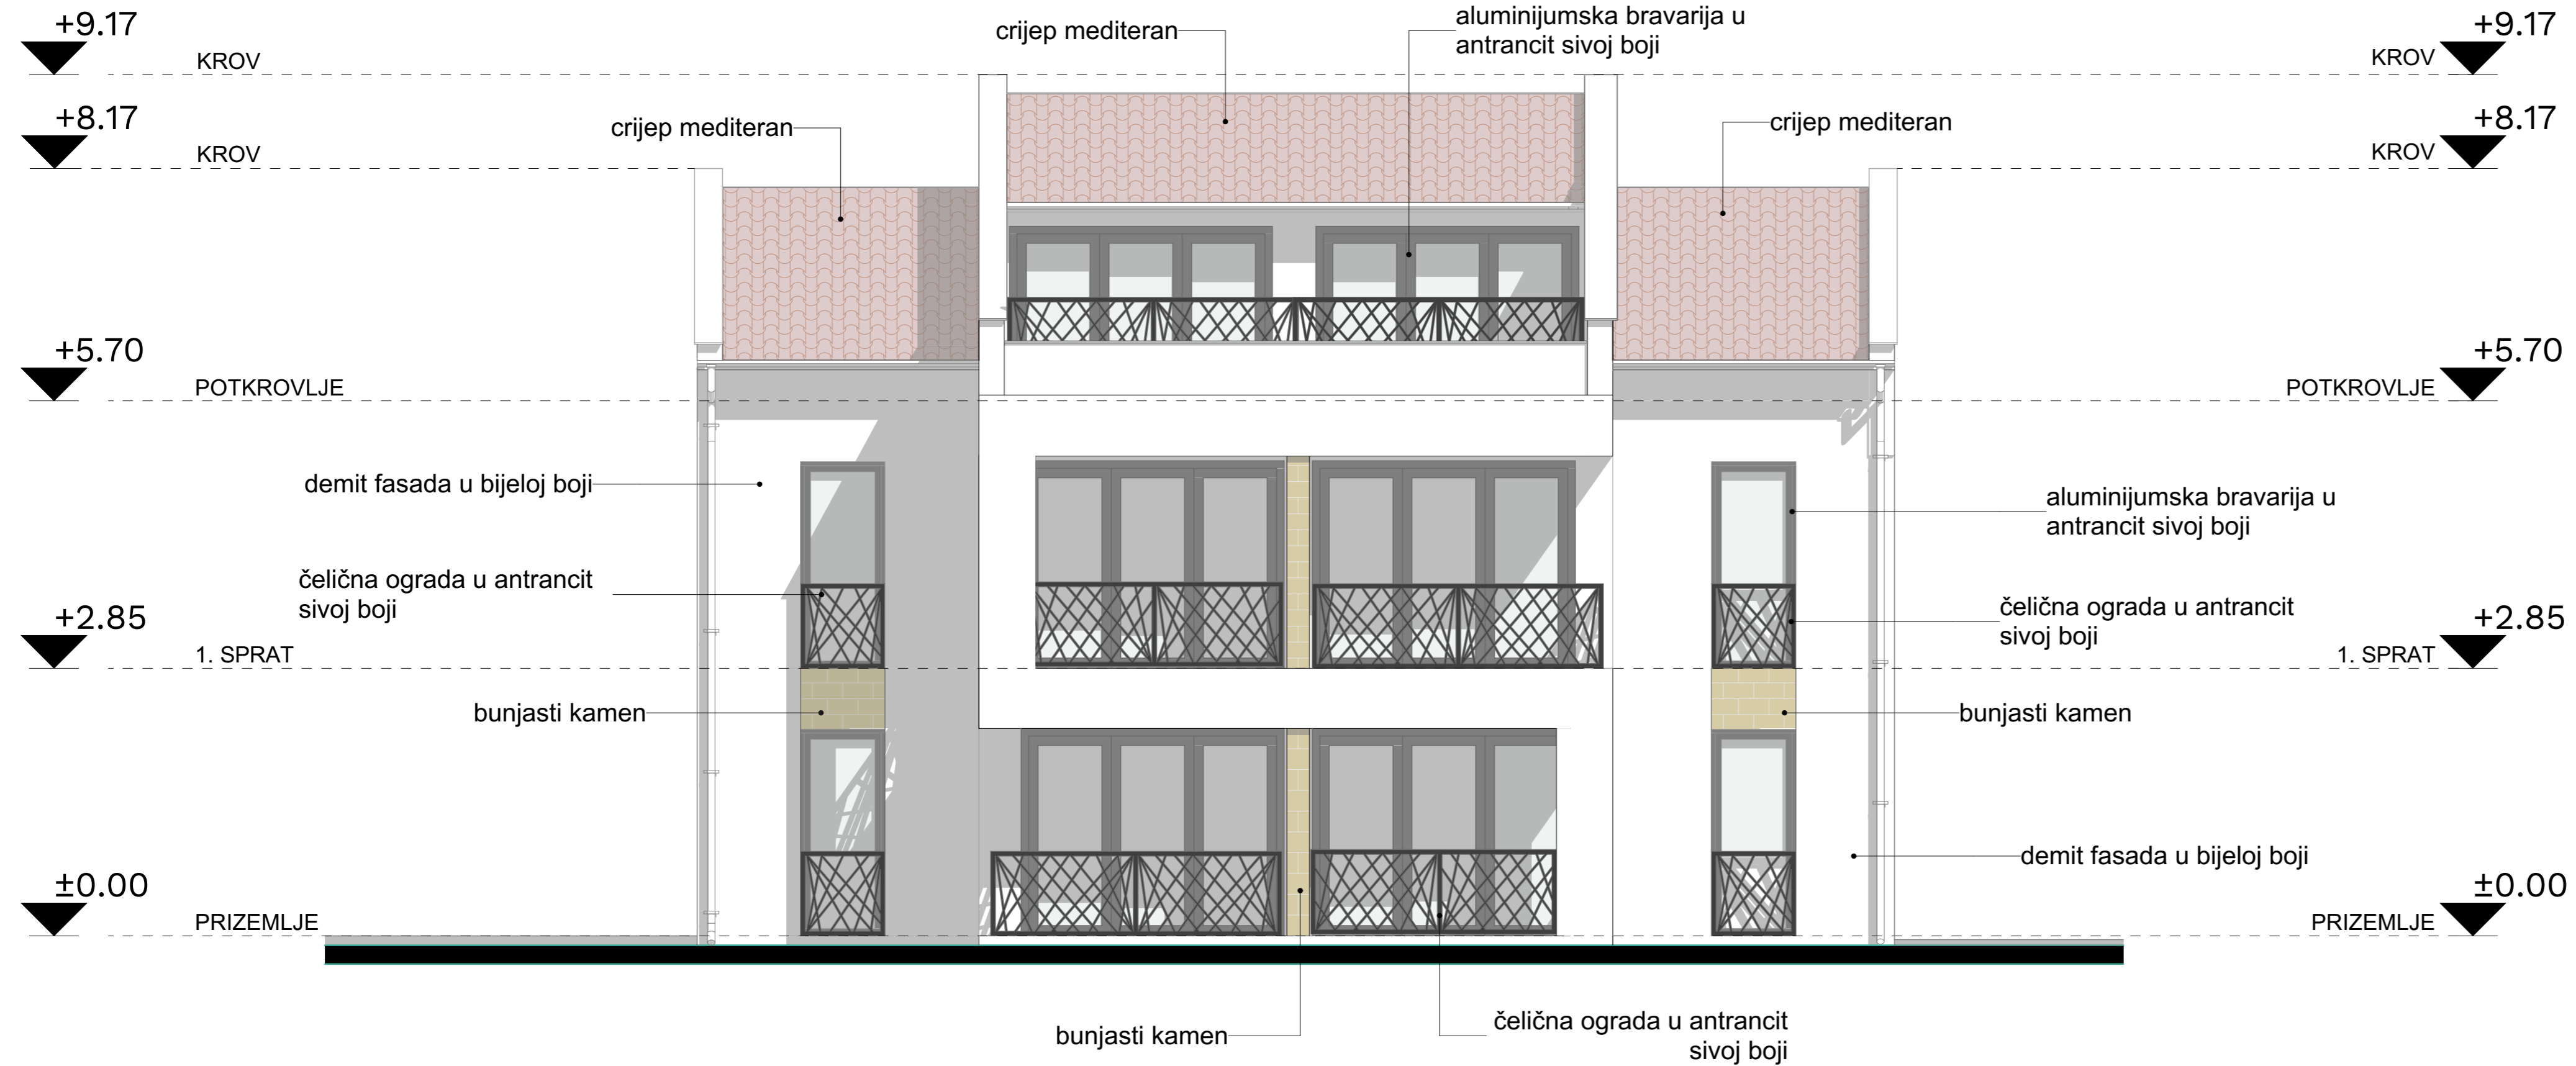 +9.17
KROV
crijep mediteran
aluminijumska bravarija u
antrancit sivoj boji
+9.17
KROV
+8.17
KROV
crijep mediteran
crijep mediteran
+8.17
KROV
+5.70
POTKROVLJE
+5.70
POTKROVLJE
demit fasada u bijeloj boji
aluminijumska bravarija u
antrancit sivoj boji
čelična ograda u antrancit
sivoj boji
čelična ograda u antrancit
sivoj boji
+2.85
1. SPRAT
+2.85
1. SPRAT
bunjasti kamen
bunjasti kamen
demit fasada u bijeloj boji
±0.00
PRIZEMLJE
±0.00
PRIZEMLJE
bunjasti kamen
čelična ograda u antrancit
sivoj boji